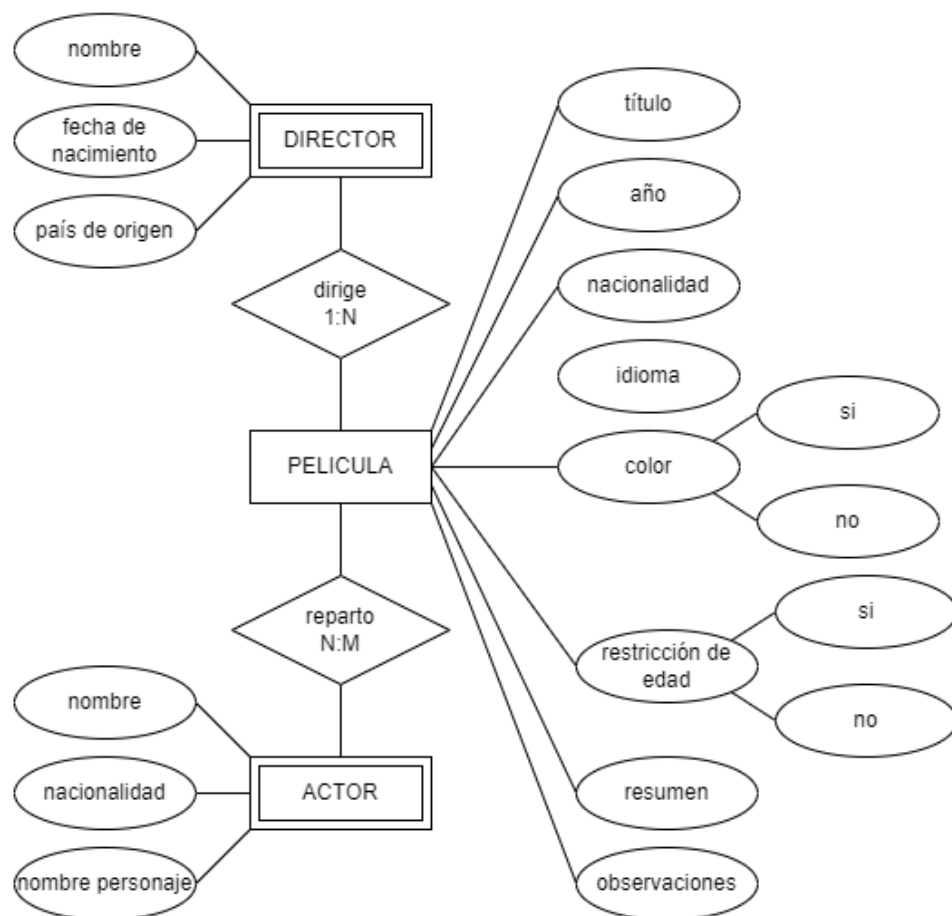 nombre
fecha de
nacimiento
país de origen
DIRECTOR
dirige
1:N
PELICULA
reparto
N:M
nombre
nacionalidad
nombre personaje
ACTOR
título
año
nacionalidad
idioma
color
si
no
restricción de
edad
si
no
resumen
observaciones